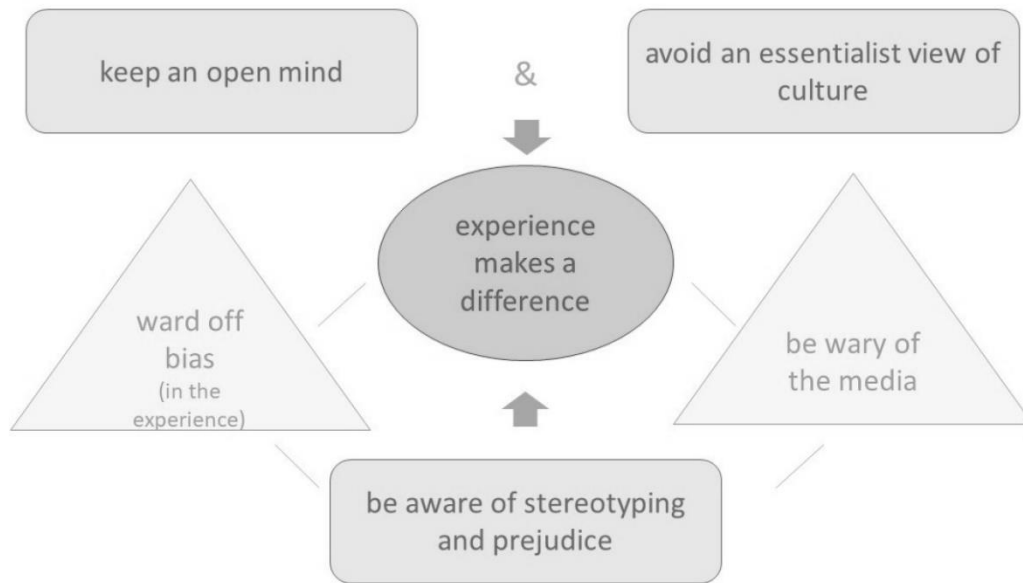 keep an open mind
&
avoid an essentialist view of
culture
experience
makes a
difference
ward off
bias
(in the
experience)
be wary of
the media
be aware of stereotyping
and prejudice